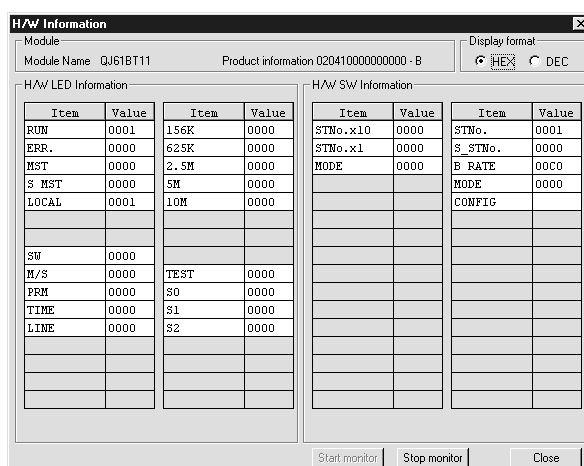 H/W Information
Module
Module Name QJ61BT11 Product information 020410000000000 - B
Display format
HEX DEC
H/W LED Information
Item Value Item Value
RUN 0001 156K 0000
ERR. 0000 625K 0000
MST 0000 2.5M 0000
S MST 0000 5M 0000
LOCAL 0001 10M 0000
SW 0000
M/S 0000 TEST 0000
PRM 0000 S0 0000
TIME 0000 S1 0000
LINE 0000 S2 0000
H/W SW Information
Item Value Item Value
STNo.x10 0000 STNo. 0001
STNo.x1 0000 S_STNo. 0000
MODE 0000 B RATE 00C0
MODE 0000
CONFIG
Start monitor Stop monitor Close